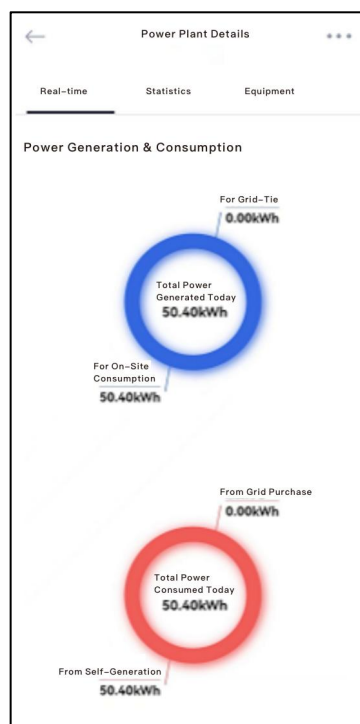 Power Plant Details
Real-time Statistics Equipment
Power Generation & Consumption
For Grid-Tie
0.00kWh
Total Power
Generated Today
50.40kWh
For On-Site
Consumption
50.40kWh
From Grid Purchase
0.00kWh
Total Power
Consumed Today
50.40kWh
From Self-Generation
50.40kWh